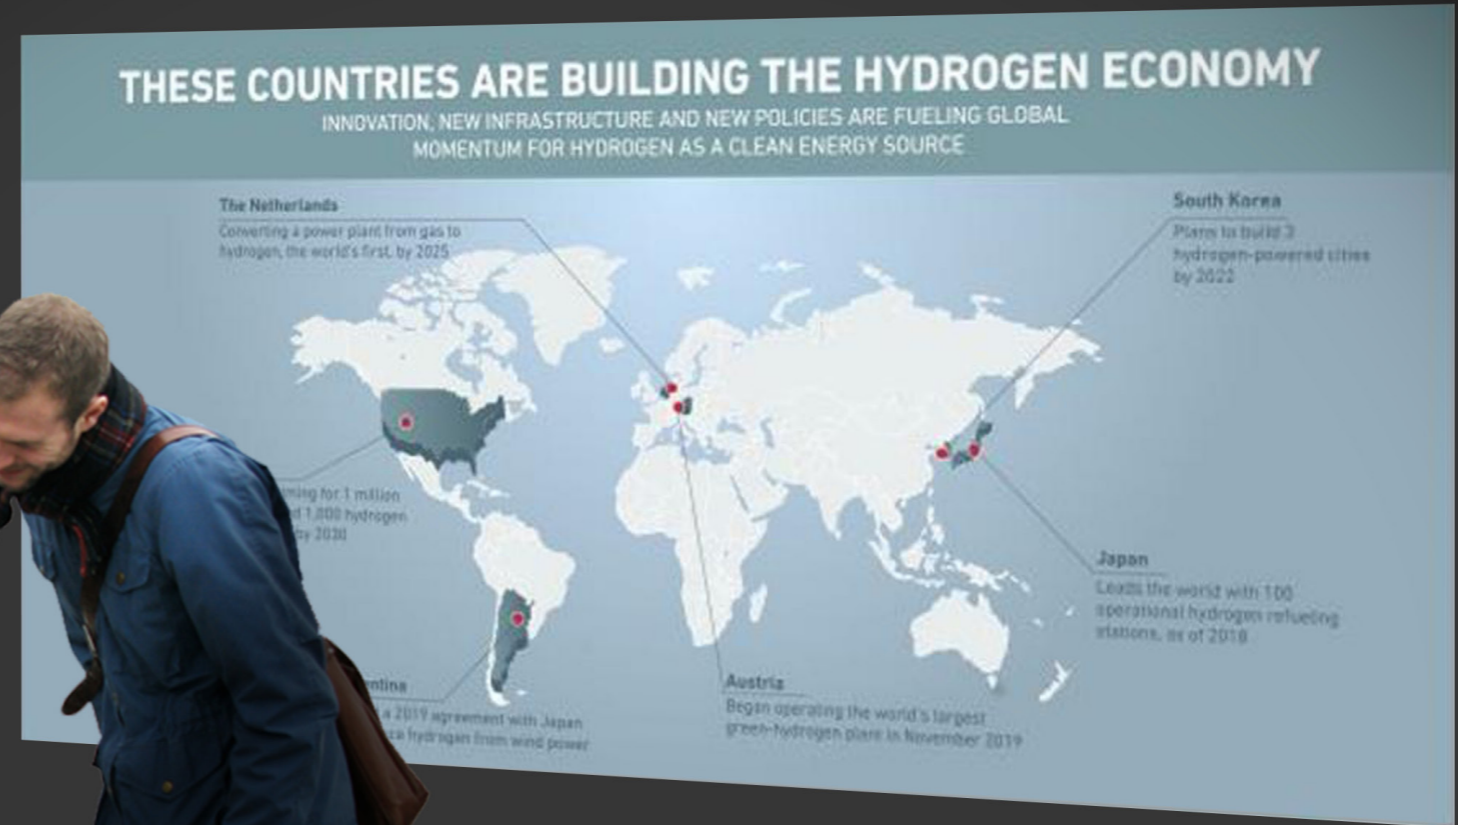 THESE COUNTRIES ARE BUILDING THE HYDROGEN ECONOMY
INNOVATION, NEW INFRASTRUCTURE AND NEW POLICIES ARE FUELING GLOBAL
MOMENTUM FOR HYDROGEN AS A CLEAN ENERGY SOURCE
The Netherlands
Converting a power plant from gas to
hydrogen, the world's first, by 2025
South Korea
Plans to build 3
hydrogen-powered cities
by 2022
for 1 million
1,000 hydrogen
by 2030
Japan
Leads the world with 100
operational hydrogen refueling
stations, as of 2018
a 2019 agreement with Japan
hydrogen from wind power
Austria
Began operating the world's largest
green-hydrogen plant in November 2019